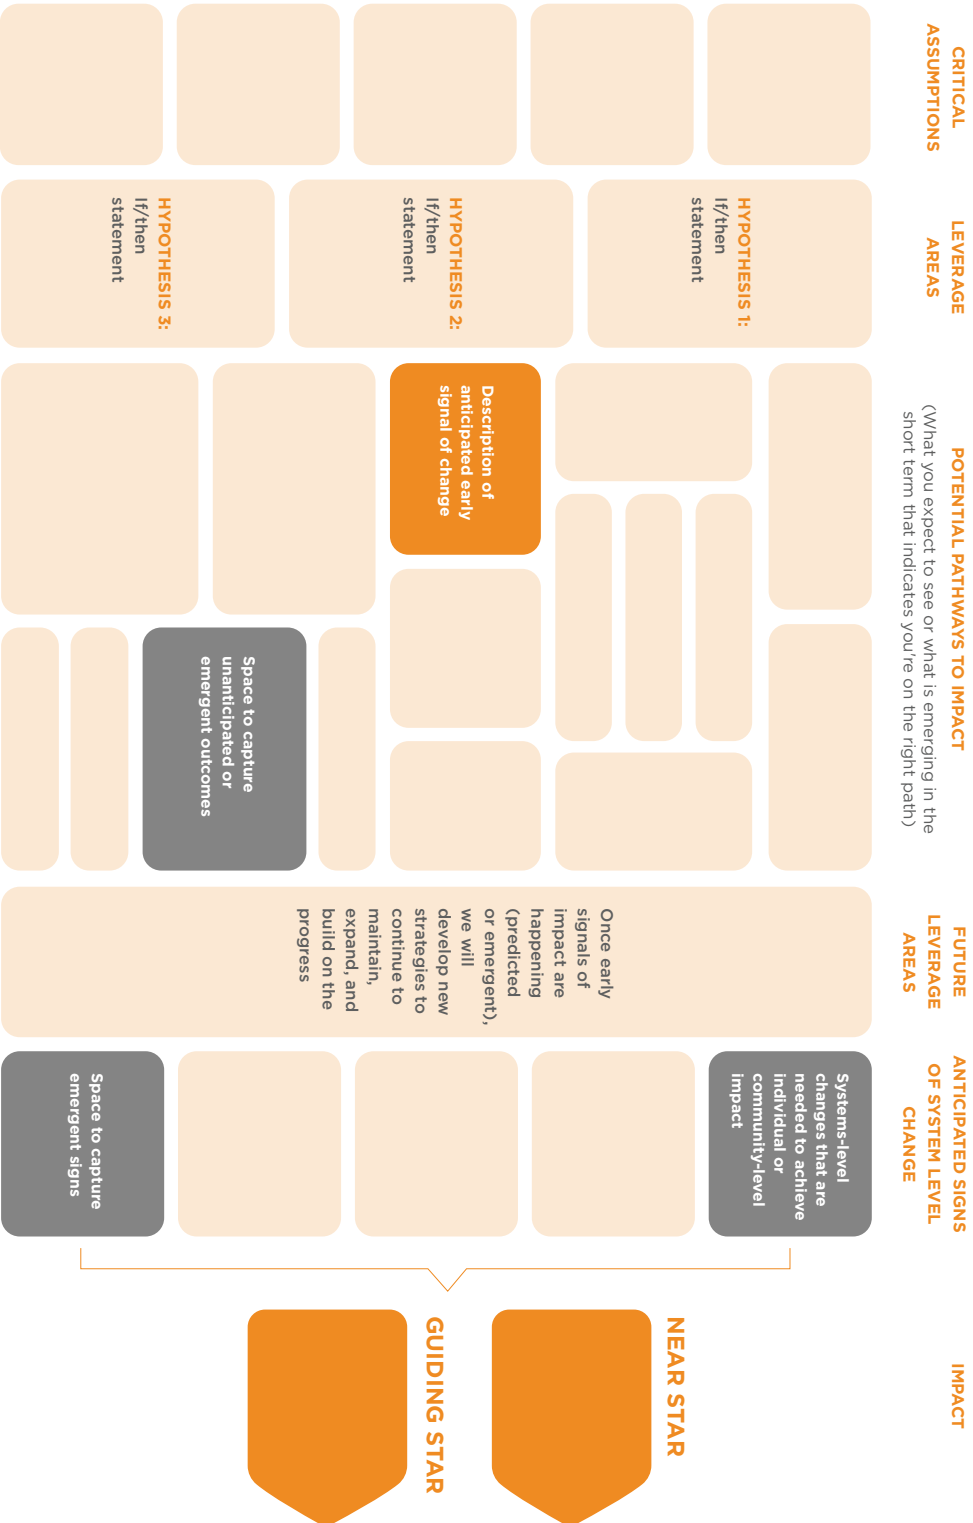 CRITICAL
ASSUMPTIONS
LEVERAGE
AREAS
POTENTIAL PATHWAYS TO IMPACT
(What you expect to see or what is emerging in the
short term that indicates you're on the right path)
FUTURE
LEVERAGE
AREAS
ANTICIPATED SIGNS
OF SYSTEM LEVEL
CHANGE
IMPACT
HYPOTHESIS 1:
If/then
statement
HYPOTHESIS 2:
If/then
statement
HYPOTHESIS 3:
If/then
statement
Description of
anticipated early
signal of change
Space to capture
unanticipated or
emergent outcomes
Once early
signals of
impact are
happening
(predicted
or emergent),
we will
develop new
strategies to
continue to
maintain,
expand, and
build on the
progress
Systems-level
changes that are
needed to achieve
individual or
community-level
impact
Space to capture
emergent signs
NEAR STAR
GUIDING STAR